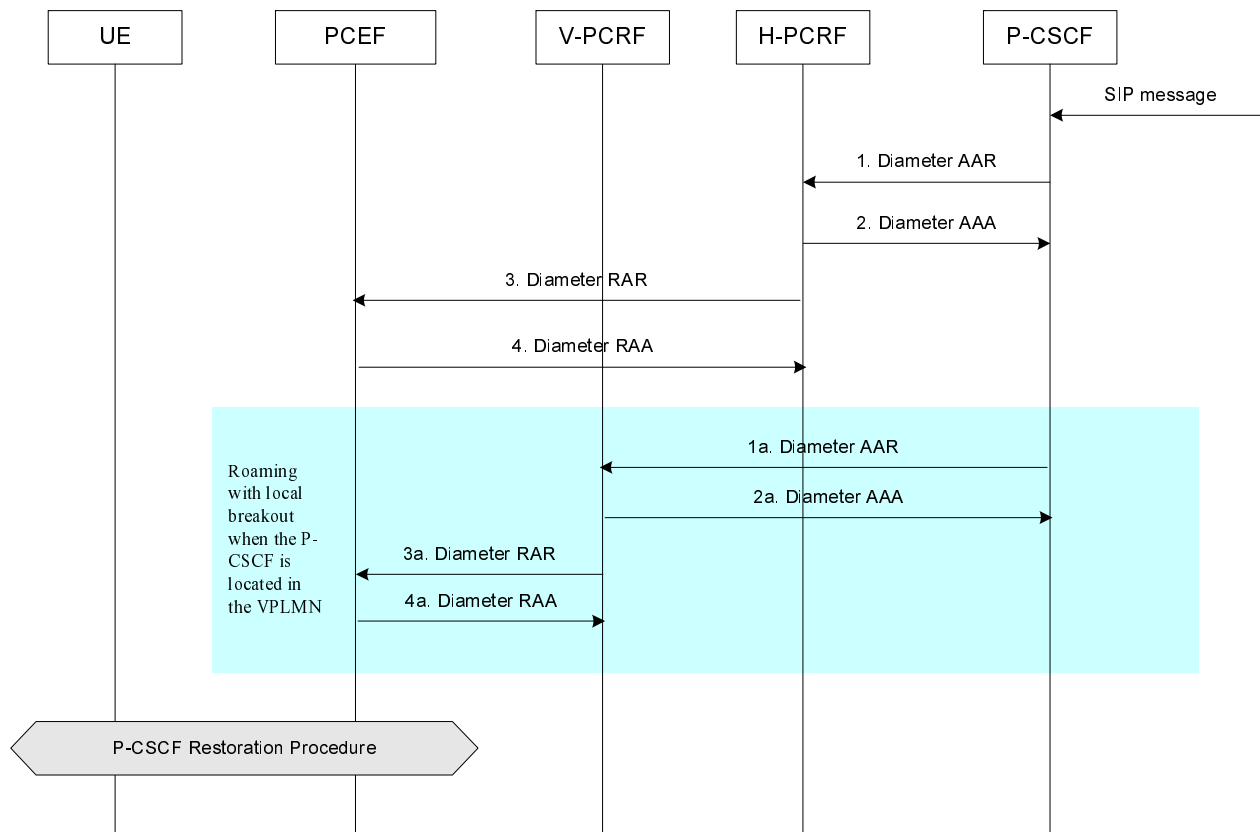 UE
PCEF
V-PCRF
H-PCRF
P-CSCF
SIP message
1. Diameter AAR
2. Diameter AAA
3. Diameter RAR
4. Diameter RAA
1a. Diameter AAR
2a. Diameter AAA
3a. Diameter RAR
4a. Diameter RAA
Roaming
with local
breakout
when the P-
CSCF is
located in
the VPLMN
P-CSCF Restoration Procedure